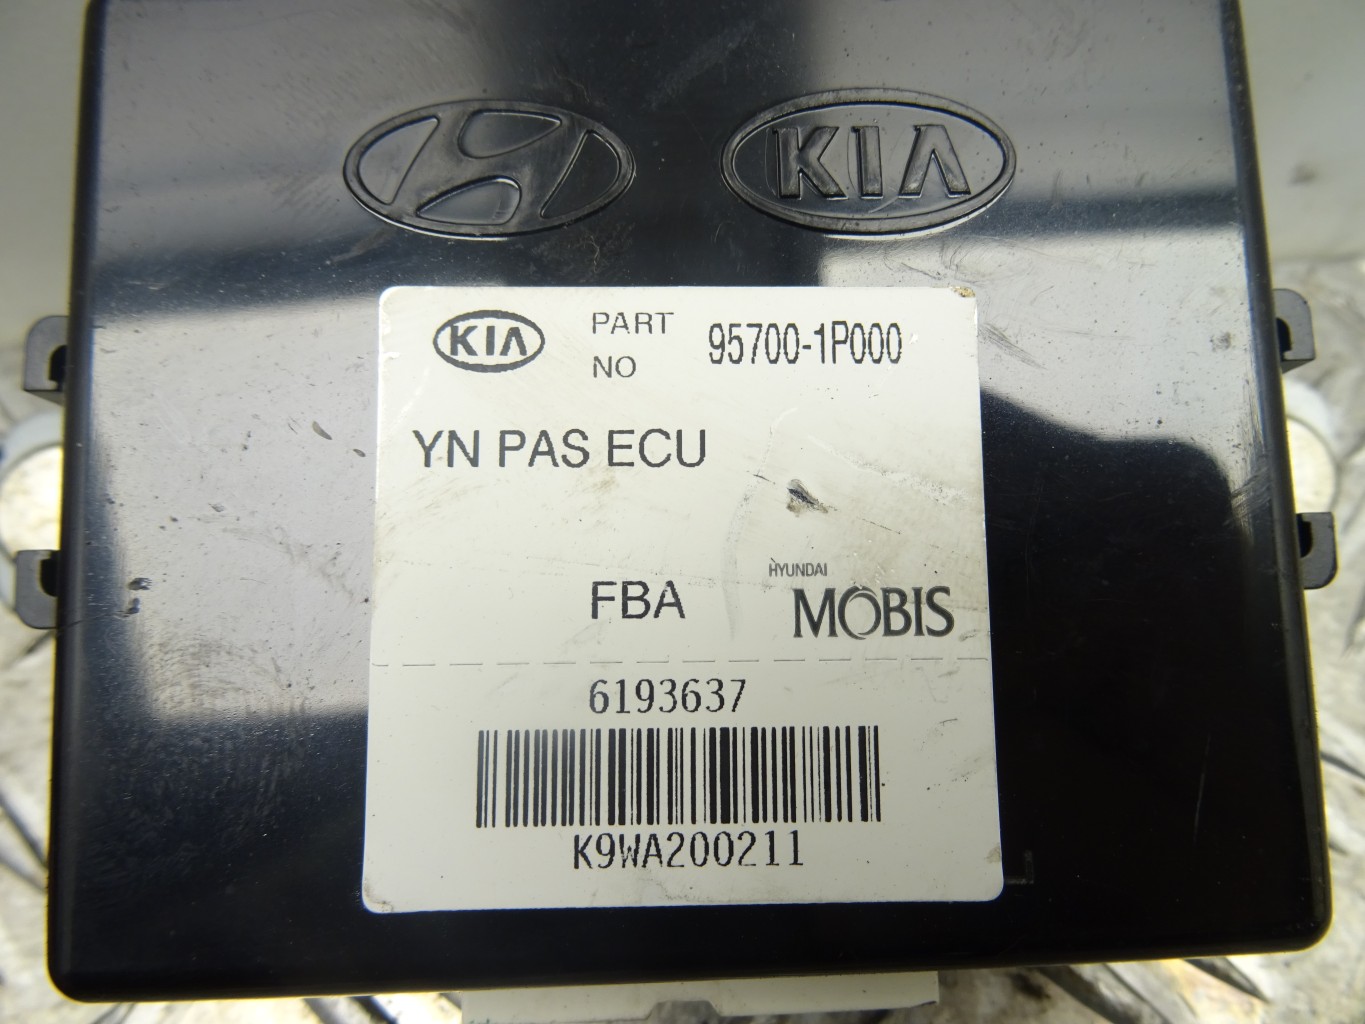 KIA
KIA PART NO 95700-1P000
YN PAS ECU
FBA
HYUNDAI
MOBIS
6193637
K9WA200211